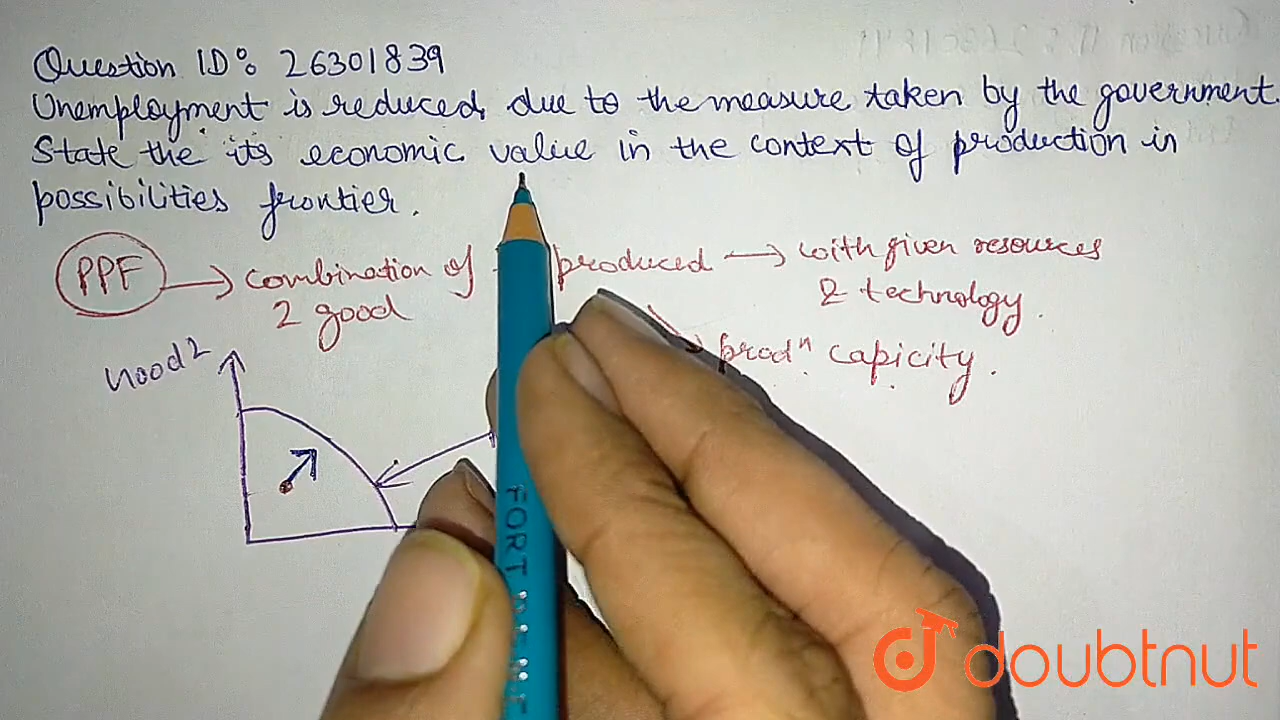 Question ID: 26301839
Unemployment is reduced, due to the measure taken by the government.
State the its economic value in the context of production in
possibilities frontier.
PPF → combination of produced → with given resources
2 good & technology.
prodⁿ capicity.
Good 2
FORT
doubtnut